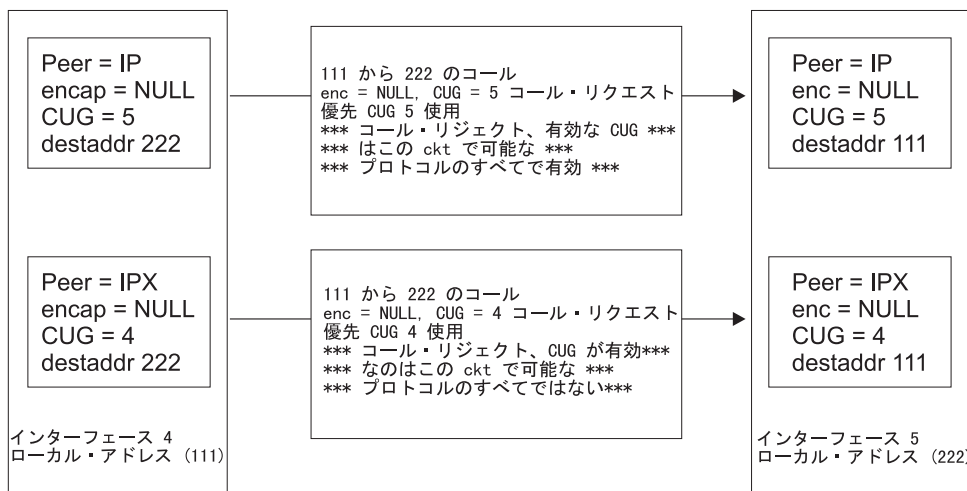 Peer = IP
encap = NULL
CUG = 5
destaddr 222
111 から 222 のコール
enc = NULL, CUG = 5 コール・リクエスト
優先 CUG 5 使用
*** コール・リジェクト、有効な CUG ***
*** はこの ckt で可能な ***
*** プロトコルのすべてで有効 ***
Peer = IP
enc = NULL
CUG = 5
destaddr 111
Peer = IPX
encap = NULL
CUG = 4
destaddr 222
111 から 222 のコール
enc = NULL, CUG = 4 コール・リクエスト
優先 CUG 4 使用
*** コール・リジェクト、CUG が有効***
*** なのはこの ckt で可能な ***
*** プロトコルのすべてではない***
Peer = IPX
enc = NULL
CUG = 4
destaddr 111
インターフェース 4
ローカル・アドレス (111)
インターフェース 5
ローカル・アドレス (222)